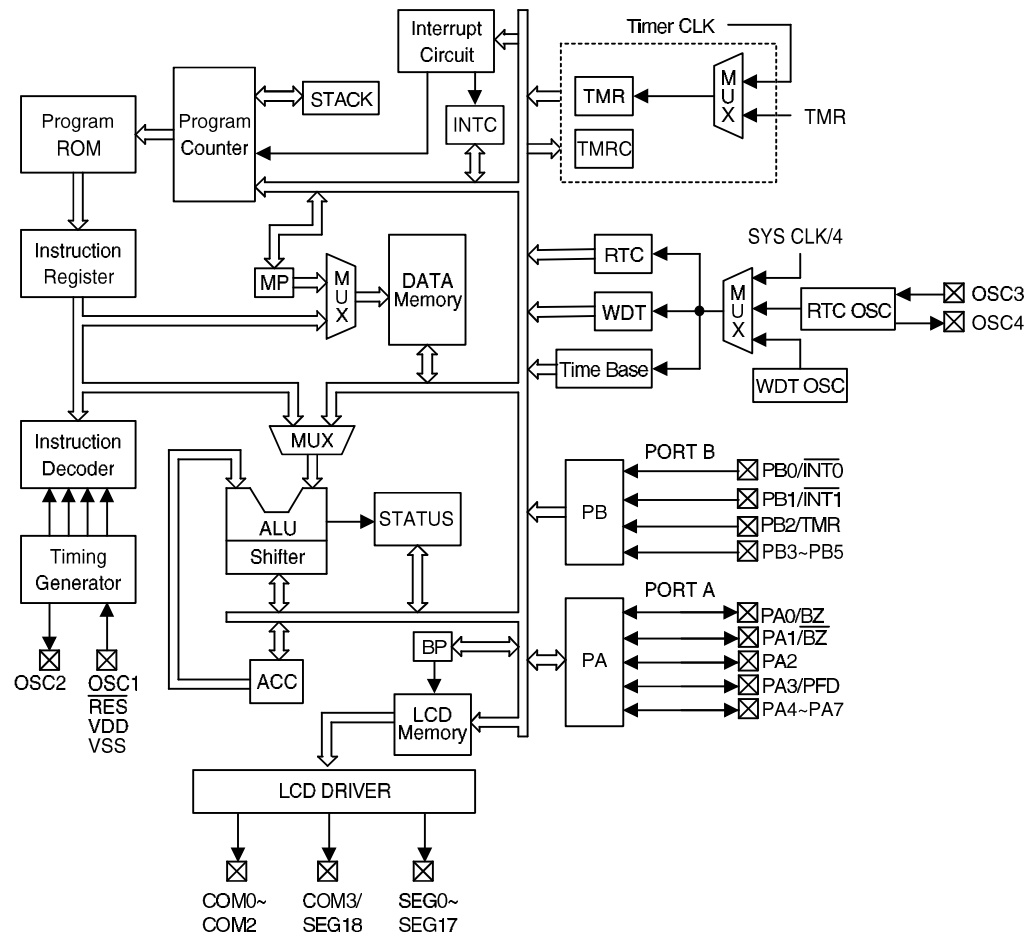 Interrupt
Circuit
Timer CLK
MUX
TMR
TMR
TMRC
STACK
INTC
Program
ROM
Program
Counter
Instruction
Register
MP
MUX
DATA
Memory
SYS CLK/4
RTC
WDT
Time Base
MUX
RTC OSC
OSC3
OSC4
WDT OSC
Instruction
Decoder
MUX
ALU
Shifter
STATUS
Timing
Generator
OSC2
OSC1
RES
VDD
VSS
ACC
BP
LCD
Memory
PORT B
PB
PB0/INT0
PB1/INT1
PB2/TMR
PB3~PB5
PORT A
PA
PA0/BZ
PA1/BZ
PA2
PA3/PFD
PA4~PA7
LCD DRIVER
COM0~
COM2
COM3/
SEG18
SEG0~
SEG17